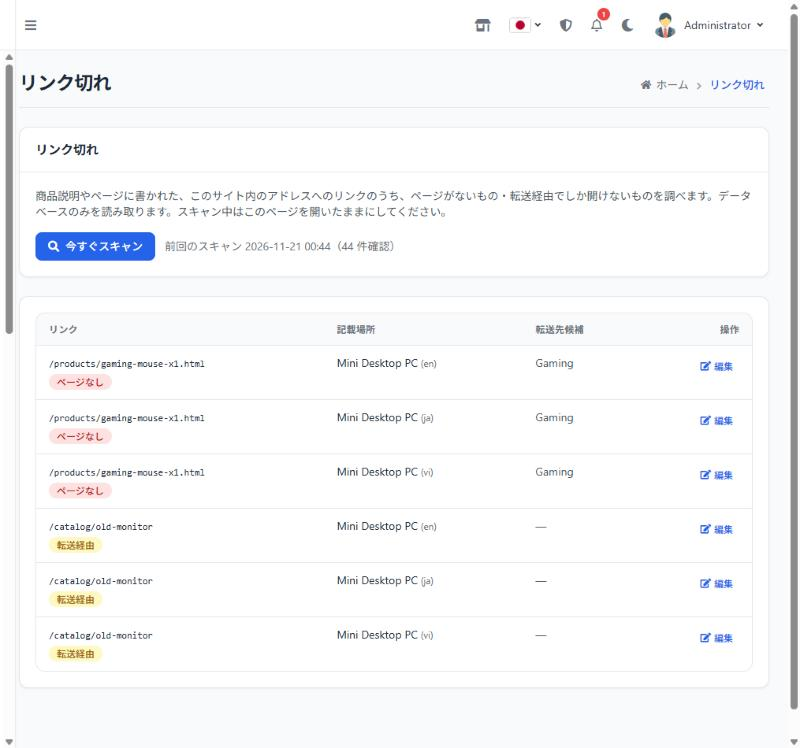 1
Administrator
リンク切れ
ホーム > リンク切れ
リンク切れ
商品説明やページに書かれた、このサイト内のアドレスへのリンクのうち、ページがないもの・転送経由でしか開けないものを調べます。データ
ベースのみを読み取ります。スキャン中はこのページを開いたままにしてください。
今すぐスキャン 前回のスキャン 2026-11-21 00:44（44 件確認）
リンク 記載場所 転送先候補 操作
/products/gaming-mouse-x1.html Mini Desktop PC (en) Gaming 編集
ページなし
/products/gaming-mouse-x1.html Mini Desktop PC (ja) Gaming 編集
ページなし
/products/gaming-mouse-x1.html Mini Desktop PC (vi) Gaming 編集
ページなし
/catalog/old-monitor Mini Desktop PC (en) — 編集
転送経由
/catalog/old-monitor Mini Desktop PC (ja) — 編集
転送経由
/catalog/old-monitor Mini Desktop PC (vi) — 編集
転送経由